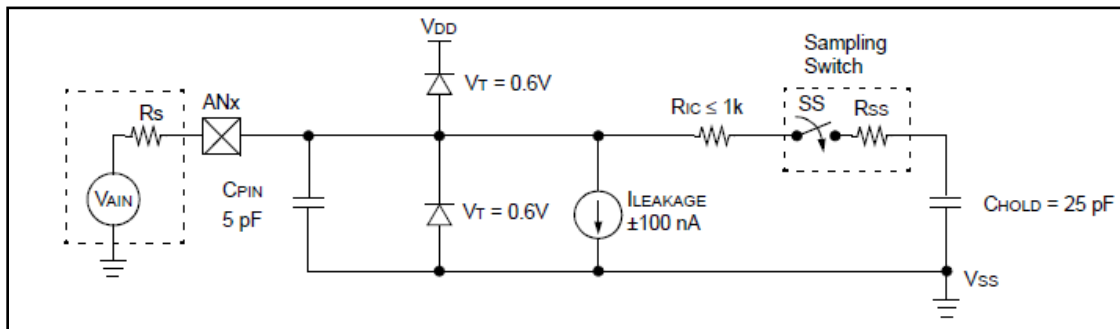 VDD
Sampling
Switch
VT = 0.6V
RS
ANx
RIC ≤ 1k
SS
RSS
VAIN
CPIN
5 pF
VT = 0.6V
ILEAKAGE
±100 nA
CHOLD = 25 pF
VSS